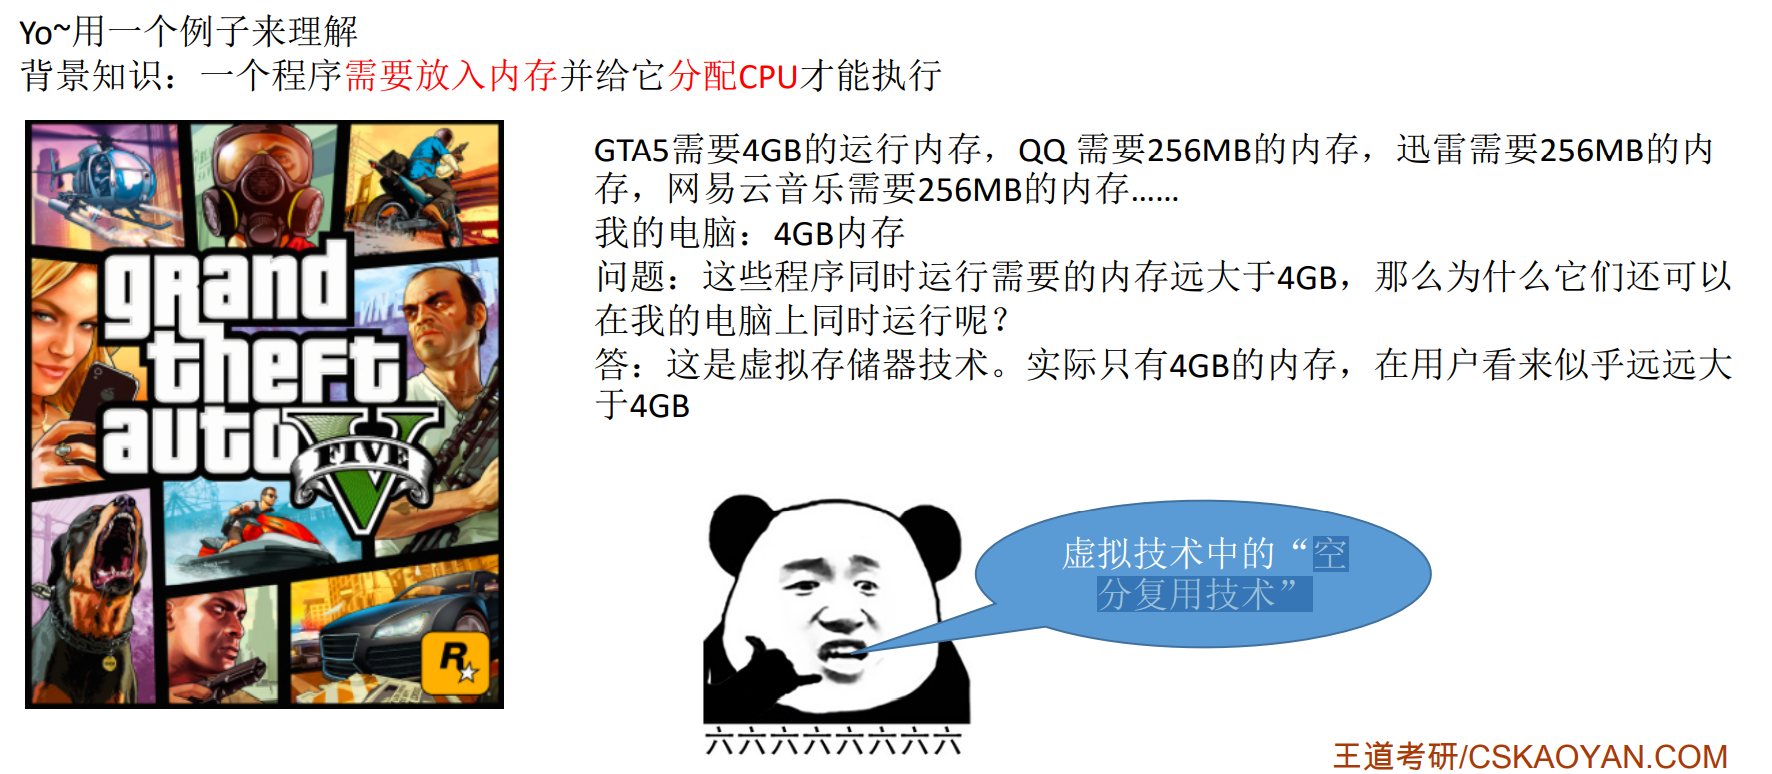 Yo~用一个例子来理解
背景知识：一个程序需要放入内存并给它分配CPU才能执行
grand
theft
auto
FIVE
R
GTA5需要4GB的运行内存，QQ 需要256MB的内存，迅雷需要256MB的内
存，网易云音乐需要256MB的内存……
我的电脑：4GB内存
问题：这些程序同时运行需要的内存远大于4GB，那么为什么它们还可以
在我的电脑上同时运行呢？
答：这是虚拟存储器技术。实际只有4GB的内存，在用户看来似乎远远大
于4GB
虚拟技术中的“空
分复用技术”
六六六六六六六六
王道考研/CSKAOYAN.COM